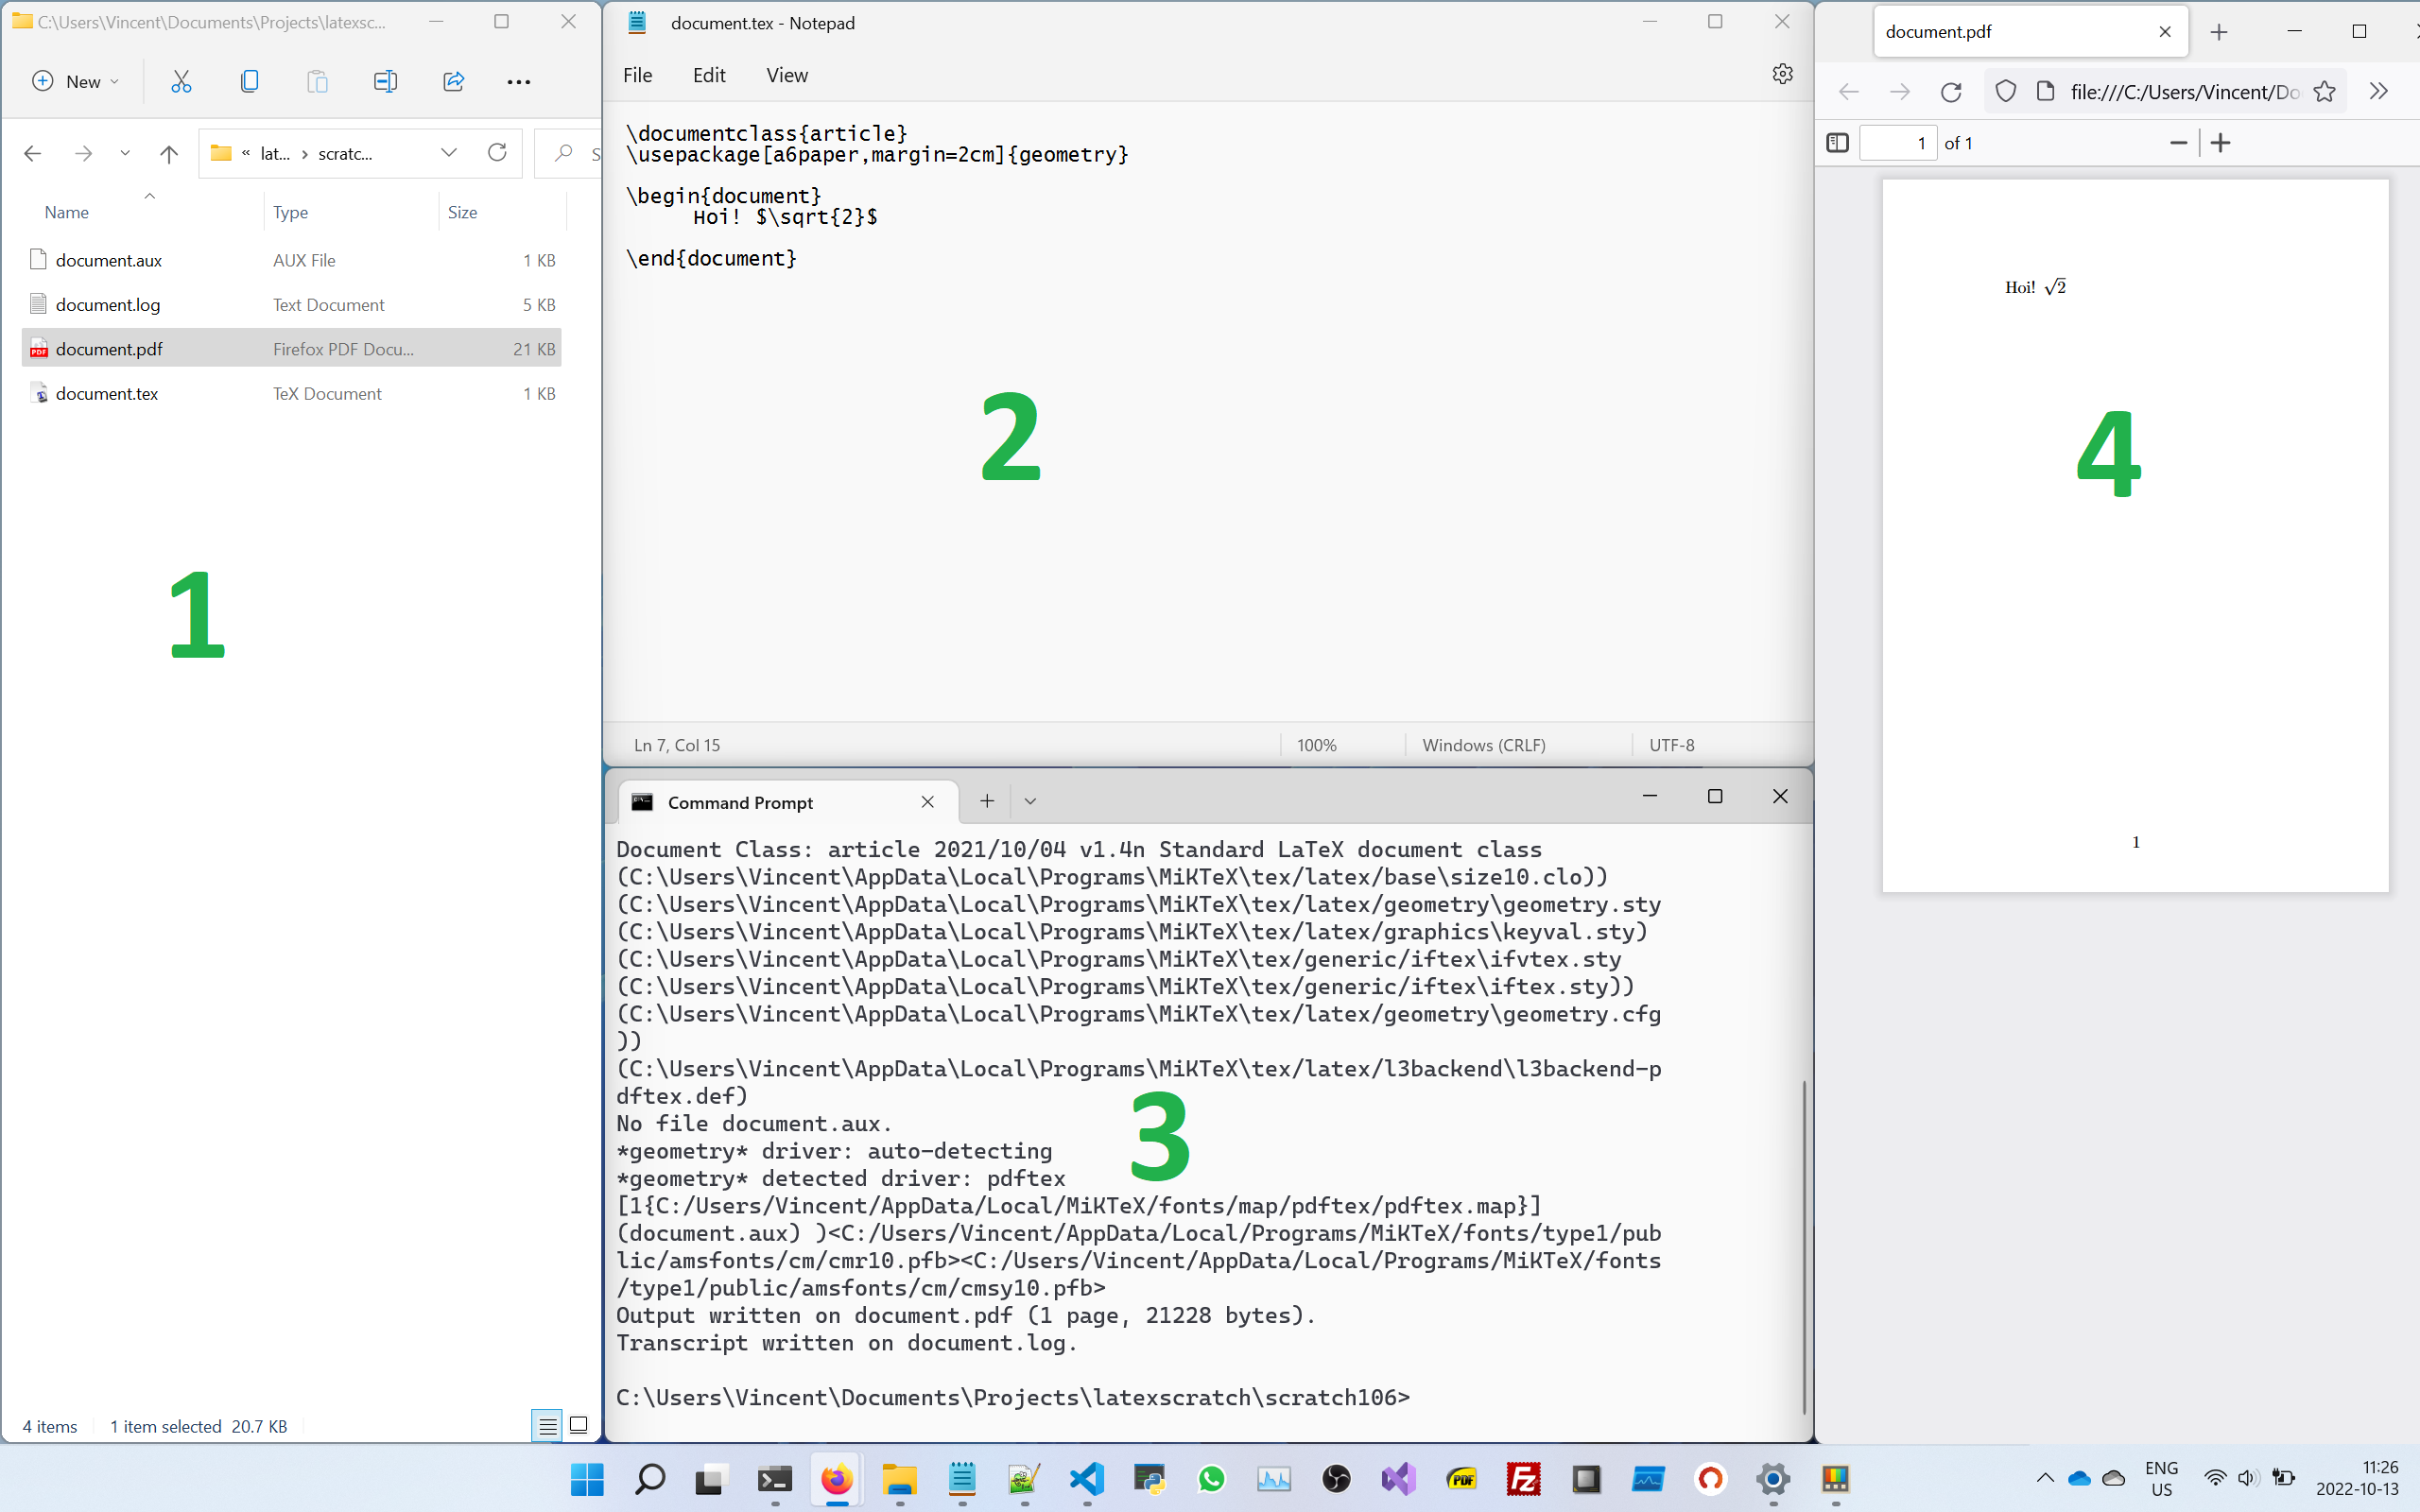 C:\Users\Vincent\Documents\Projects\latexsc...
New
« lat... › scratc...
S
Name Type Size
document.aux AUX File 1 KB
document.log Text Document 5 KB
document.pdf Firefox PDF Docu... 21 KB
document.tex TeX Document 1 KB
1
4 items 1 item selected 20.7 KB
document.tex - Notepad
File Edit View
\documentclass{article}
\usepackage[a6paper,margin=2cm]{geometry}
\begin{document}
Hoi! $\sqrt{2}$
\end{document}
2
Ln 7, Col 15 100% Windows (CRLF) UTF-8
Command Prompt
Document Class: article 2021/10/04 v1.4n Standard LaTeX document class
(C:\Users\Vincent\AppData\Local\Programs\MiKTeX\tex/latex/base\size10.clo))
(C:\Users\Vincent\AppData\Local\Programs\MiKTeX\tex/latex/geometry\geometry.sty
(C:\Users\Vincent\AppData\Local\Programs\MiKTeX\tex/latex/graphics\keyval.sty)
(C:\Users\Vincent\AppData\Local\Programs\MiKTeX\tex/generic/iftex\ifvtex.sty
(C:\Users\Vincent\AppData\Local\Programs\MiKTeX\tex/generic/iftex\iftex.sty))
(C:\Users\Vincent\AppData\Local\Programs\MiKTeX\tex/latex/geometry\geometry.cfg
))
(C:\Users\Vincent\AppData\Local\Programs\MiKTeX\tex/latex/l3backend\l3backend-p
dftex.def)
No file document.aux.
*geometry* driver: auto-detecting
*geometry* detected driver: pdftex
[1{C:/Users/Vincent/AppData/Local/MiKTeX/fonts/map/pdftex/pdftex.map}]
(document.aux) )<C:/Users/Vincent/AppData/Local/Programs/MiKTeX/fonts/type1/pub
lic/amsfonts/cm/cmr10.pfb><C:/Users/Vincent/AppData/Local/Programs/MiKTeX/fonts
/type1/public/amsfonts/cm/cmsy10.pfb>
Output written on document.pdf (1 page, 21228 bytes).
Transcript written on document.log.
C:\Users\Vincent\Documents\Projects\latexscratch\scratch106>
3
document.pdf
file:///C:/Users/Vincent/Do
1 of 1
Hoi! √2
4
1
PDF
Fz
ENG
US
11:26
2022-10-13